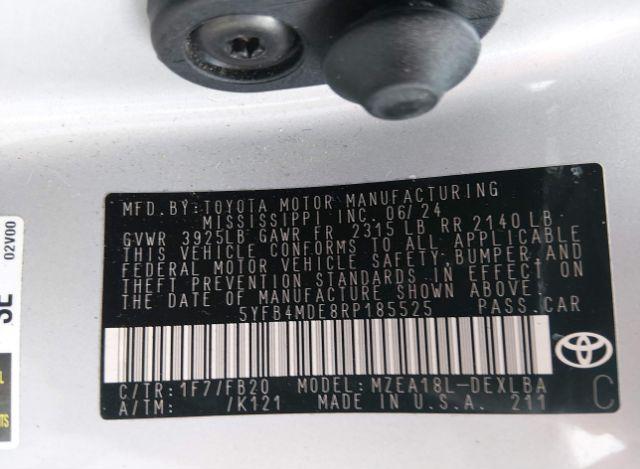 MFD.BY:TOYOTA MOTOR MANUFACTURING
MISSISSIPPI INC. 06/24
GVWR 3925LB GAWR FR 2315 LB RR 2140 LB
THIS VEHICLE CONFORMS TO ALL APPLICABLE
FEDERAL MOTOR VEHICLE SAFETY,BUMPER,AND
THEFT PREVENTION STANDARDS IN EFFECT ON
THE DATE OF MANUFACTURE SHOWN ABOVE.
5YFB4MDE8RP185525 PASS.CAR
C/TR:1F7/FB20 MODEL:MZEA18L-DEXLBA
A/TM: /K121 MADE IN U.S.A. 211
C
02V00